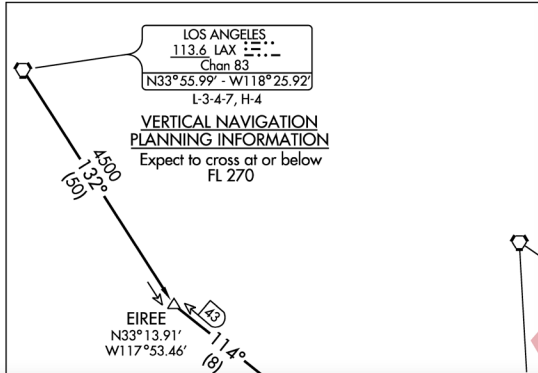 LOS ANGELES
113.6 LAX
Chan 83
N33°55.99′ - W118°25.92′
L-3-4-7, H-4
VERTICAL NAVIGATION
PLANNING INFORMATION
Expect to cross at or below
FL 270
4500
132°
(50)
43
EIREE
N33°13.91′
W117°53.46′
114°
(8)